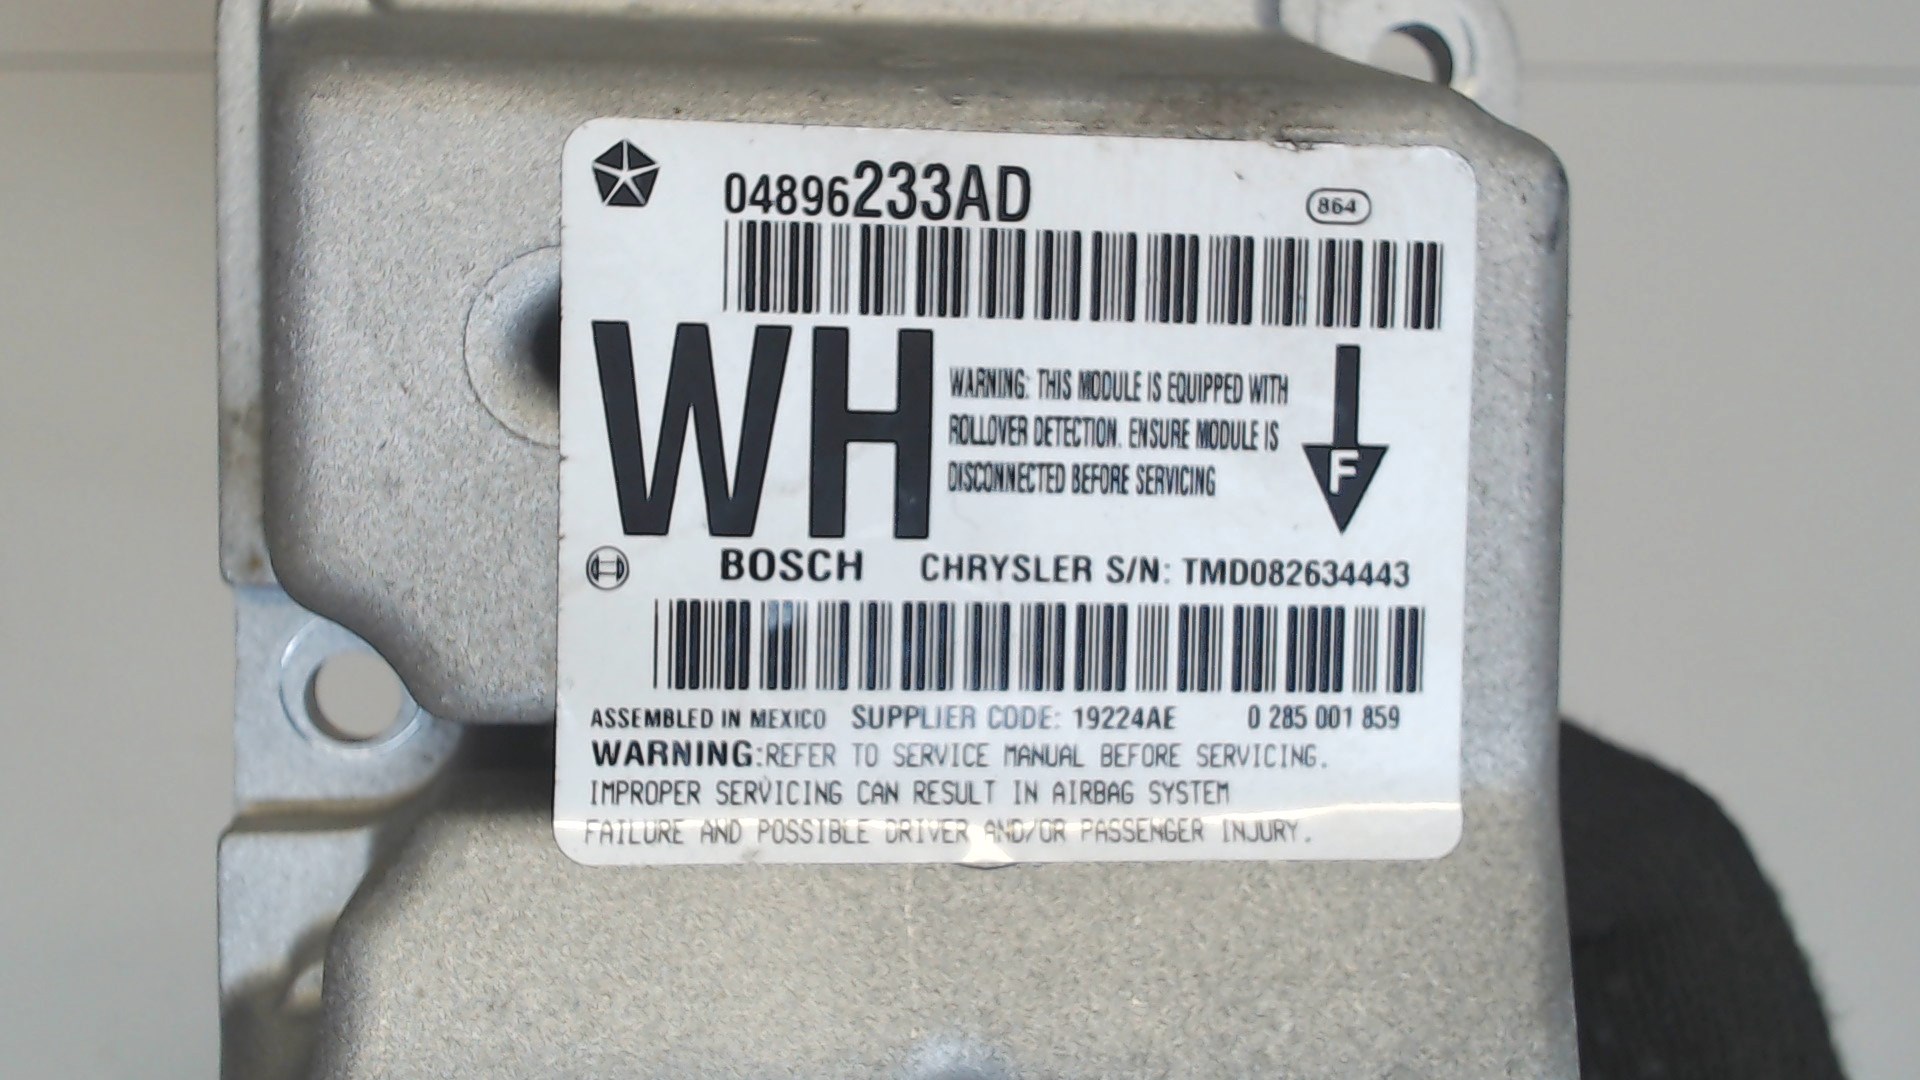 04896233AD
864
WH
WARNING: THIS MODULE IS EQUIPPED WITH
ROLLOVER DETECTION. ENSURE MODULE IS
DISCONNECTED BEFORE SERVICING
F
BOSCH CHRYSLER S/N: TMD082634443
ASSEMBLED IN MEXICO SUPPLIER CODE: 19224AE 0 285 001 859
WARNING:REFER TO SERVICE MANUAL BEFORE SERVICING.
IMPROPER SERVICING CAN RESULT IN AIRBAG SYSTEM
FAILURE AND POSSIBLE DRIVER AND/OR PASSENGER INJURY.